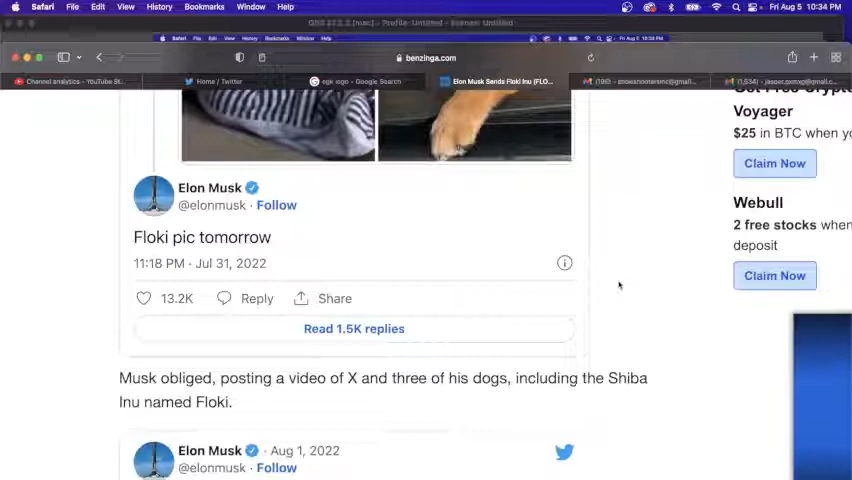 Safari File Edit View History Bookmarks Window Help Fri Aug 5 10:34 PM
benzinga.com
Channel analytics - YouTube St... Home / Twitter Google Search Elon Musk Sends Floki Inu (FLO...
Voyager
$25 in BTC when yo
Claim Now
Elon Musk
@elonmusk · Follow
Webull
2 free stocks when
deposit
Claim Now
Floki pic tomorrow
11:18 PM · Jul 31, 2022
13.2K Reply Share
Read 1.5K replies
Musk obliged, posting a video of X and three of his dogs, including the Shiba
Inu named Floki.
Elon Musk · Aug 1, 2022
@elonmusk · Follow